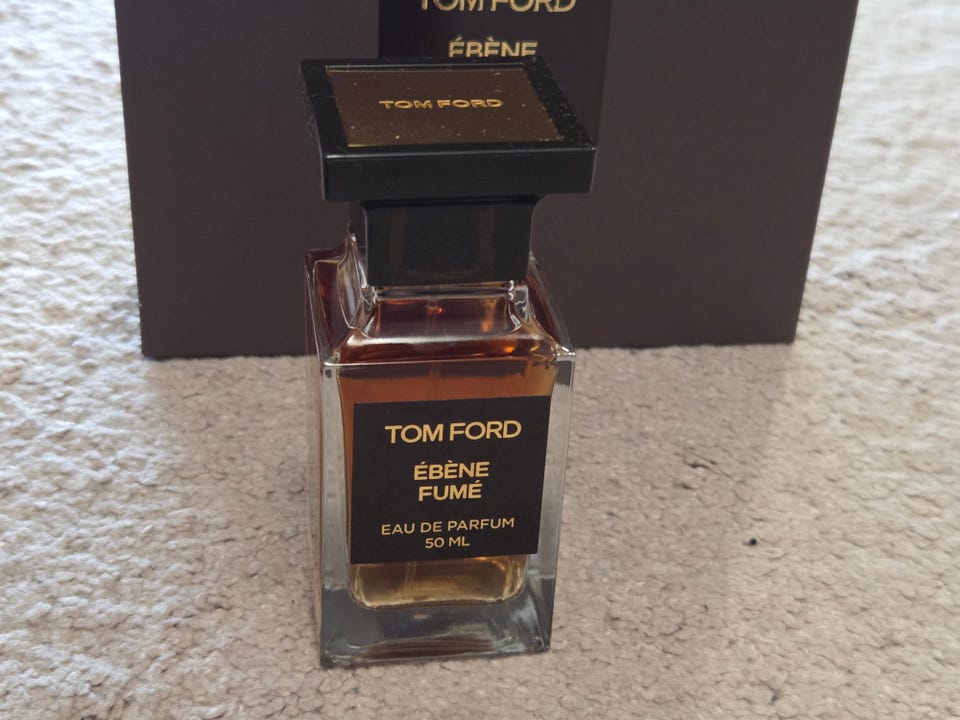 TOM FORD
ÉBÈNE
TOM FORD
TOM FORD
ÉBÈNE
FUMÉ
EAU DE PARFUM
50 ML